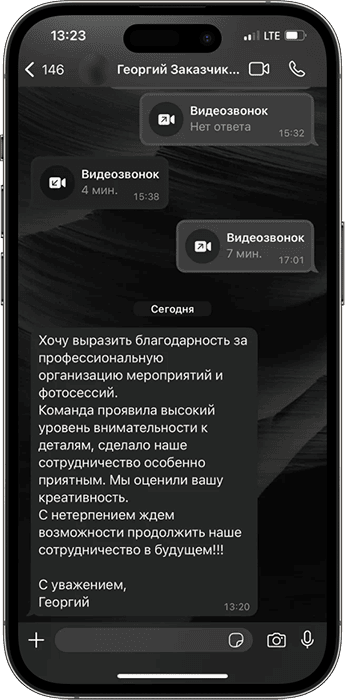 13:23
LTE
146
Георгий Заказчик...
Видеозвонок
Нет ответа
15:32
Видеозвонок
4 мин.
15:38
Видеозвонок
7 мин.
17:01
Сегодня
Хочу выразить благодарность за
профессиональную
организацию мероприятий и
фотосессий.
Команда проявила высокий
уровень внимательности к
деталям, сделало наше
сотрудничество особенно
приятным. Мы оценили вашу
креативность.
С нетерпением ждем
возможности продолжить наше
сотрудничество в будущем!!!
С уважением,
Георгий
13:20